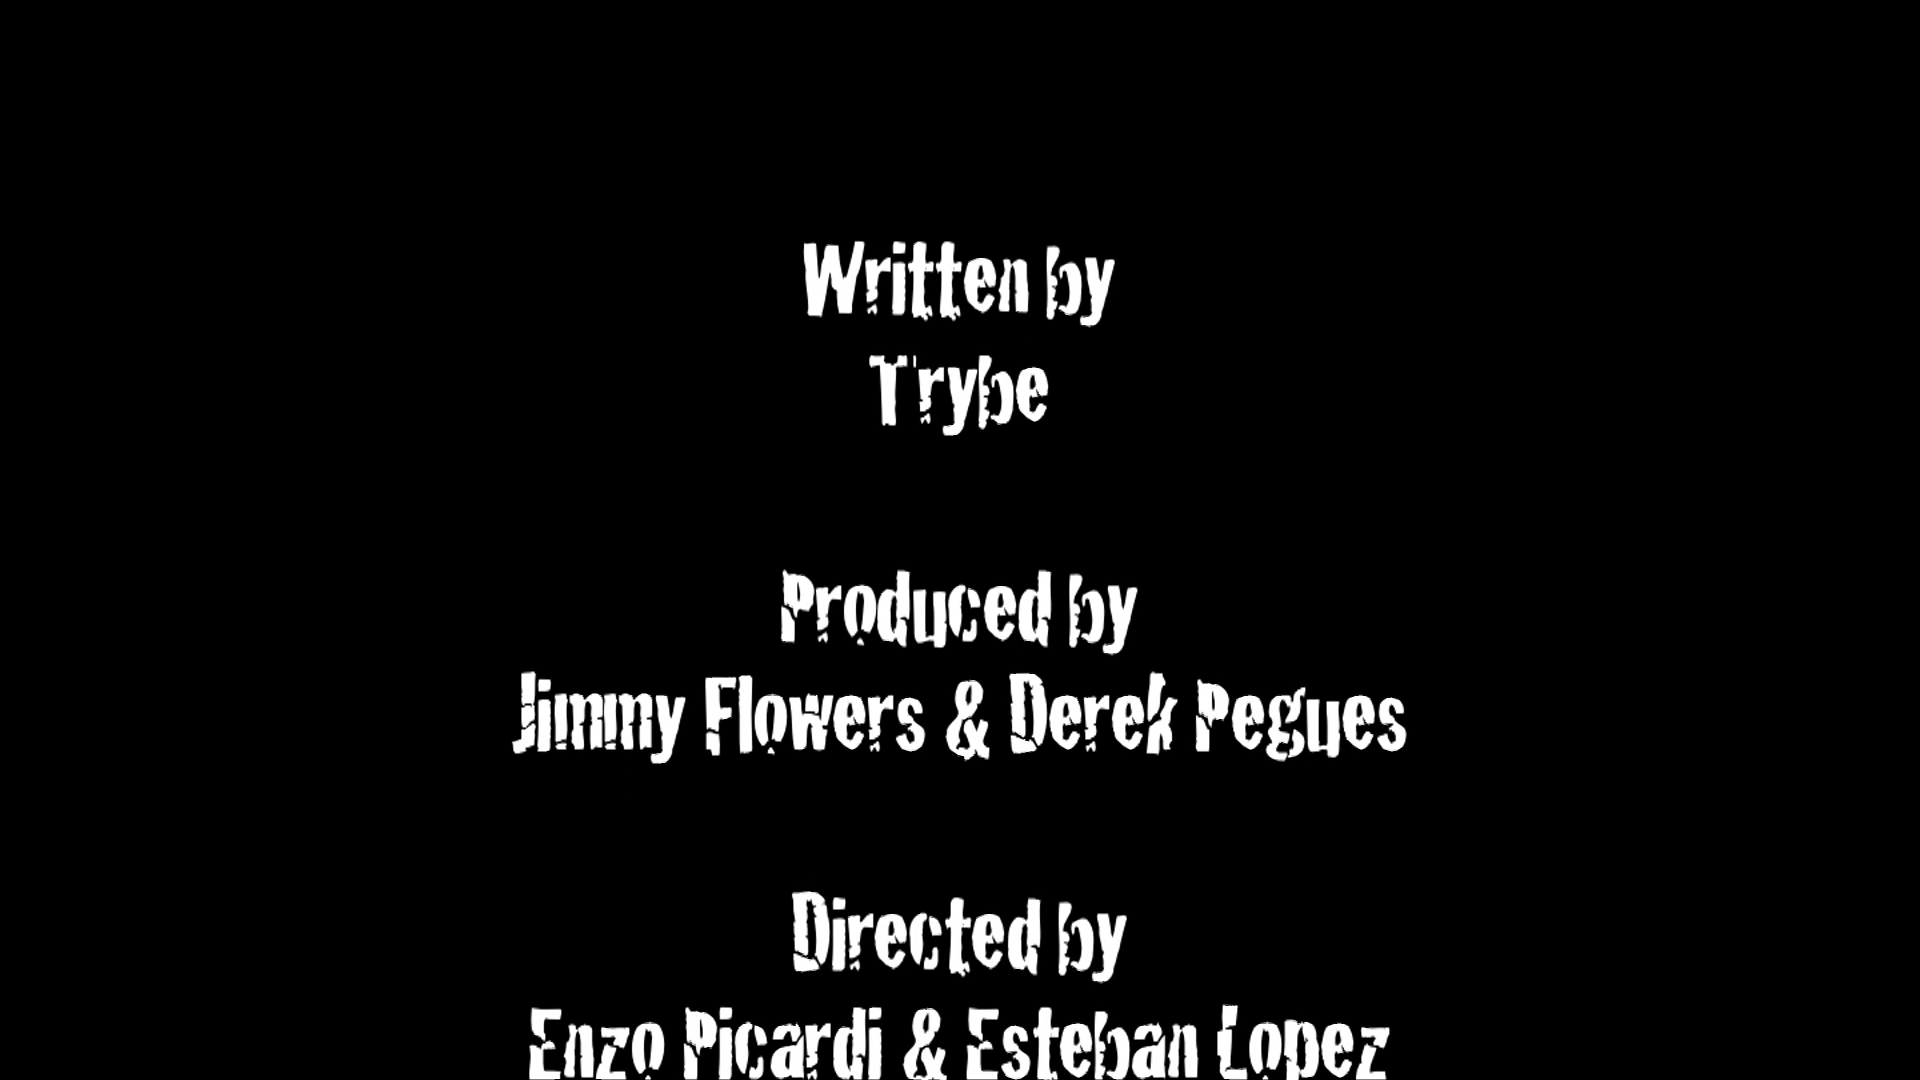 Written by
Trybe
Produced by
Jimmy Flowers & Derek Pegues
Directed by
Enzo Picardi & Esteban Lopez